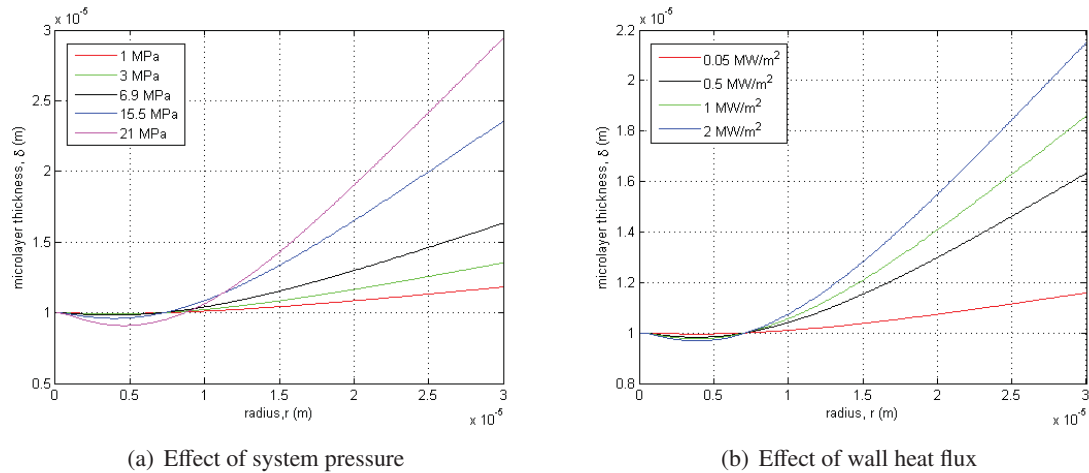 x 10⁻⁵
3
2.5
2
1.5
1
0.5
microlayer thickness, δ (m)
1 MPa
3 MPa
6.9 MPa
15.5 MPa
21 MPa
0
0.5
1
1.5
2
2.5
3
radius,r (m)
x 10⁻⁵
(a) Effect of system pressure
x 10⁻⁵
2.2
2
1.8
1.6
1.4
1.2
1
0.8
microlayer thickness, δ (m)
0.05 MW/m²
0.5 MW/m²
1 MW/m²
2 MW/m²
0
0.5
1
1.5
2
2.5
3
radius, r (m)
x 10⁻⁵
(b) Effect of wall heat flux